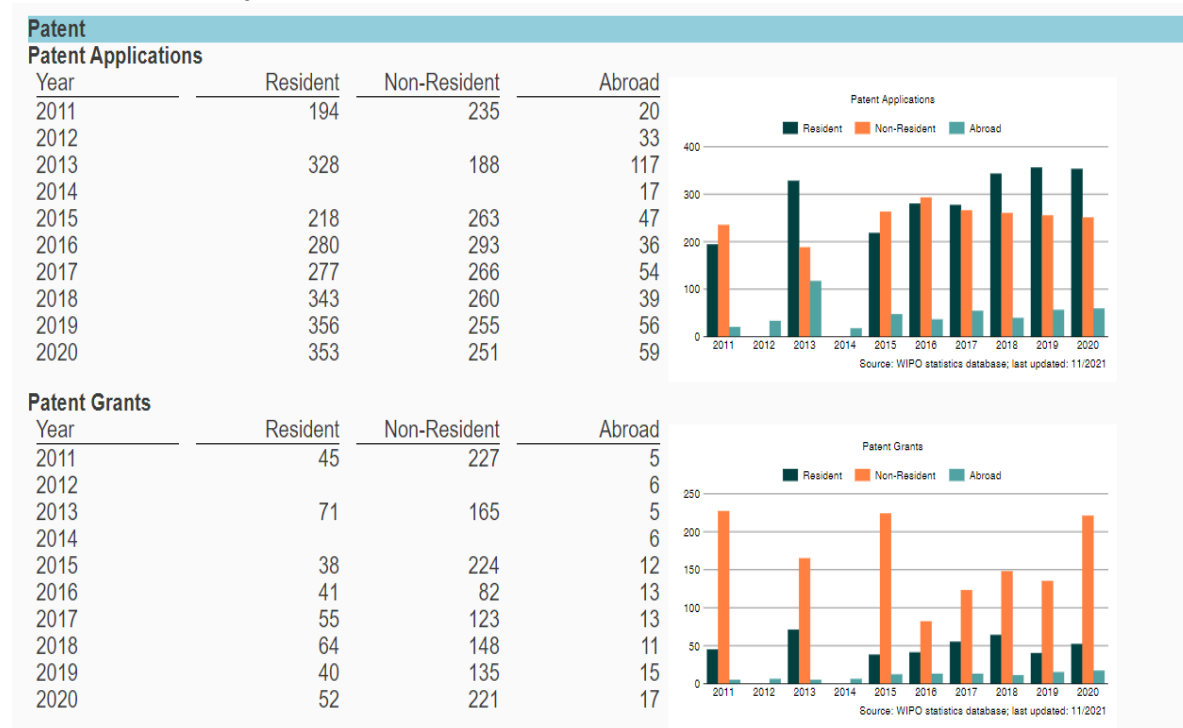 Patent
Patent Applications
Year Resident Non-Resident Abroad
2011 194 235 20
2012 33
2013 328 188 117
2014 17
2015 218 263 47
2016 280 293 36
2017 277 266 54
2018 343 260 39
2019 356 255 56
2020 353 251 59
Patent Applications
Resident Non-Resident Abroad
400
300
200
100
0
2011 2012 2013 2014 2015 2016 2017 2018 2019 2020
Source: WIPO statistics database; last updated: 11/2021
Patent Grants
Year Resident Non-Resident Abroad
2011 45 227 5
2012 6
2013 71 165 5
2014 6
2015 38 224 12
2016 41 82 13
2017 55 123 13
2018 64 148 11
2019 40 135 15
2020 52 221 17
Patent Grants
Resident Non-Resident Abroad
250
200
150
100
50
0
2011 2012 2013 2014 2015 2016 2017 2018 2019 2020
Source: WIPO statistics database; last updated: 11/2021